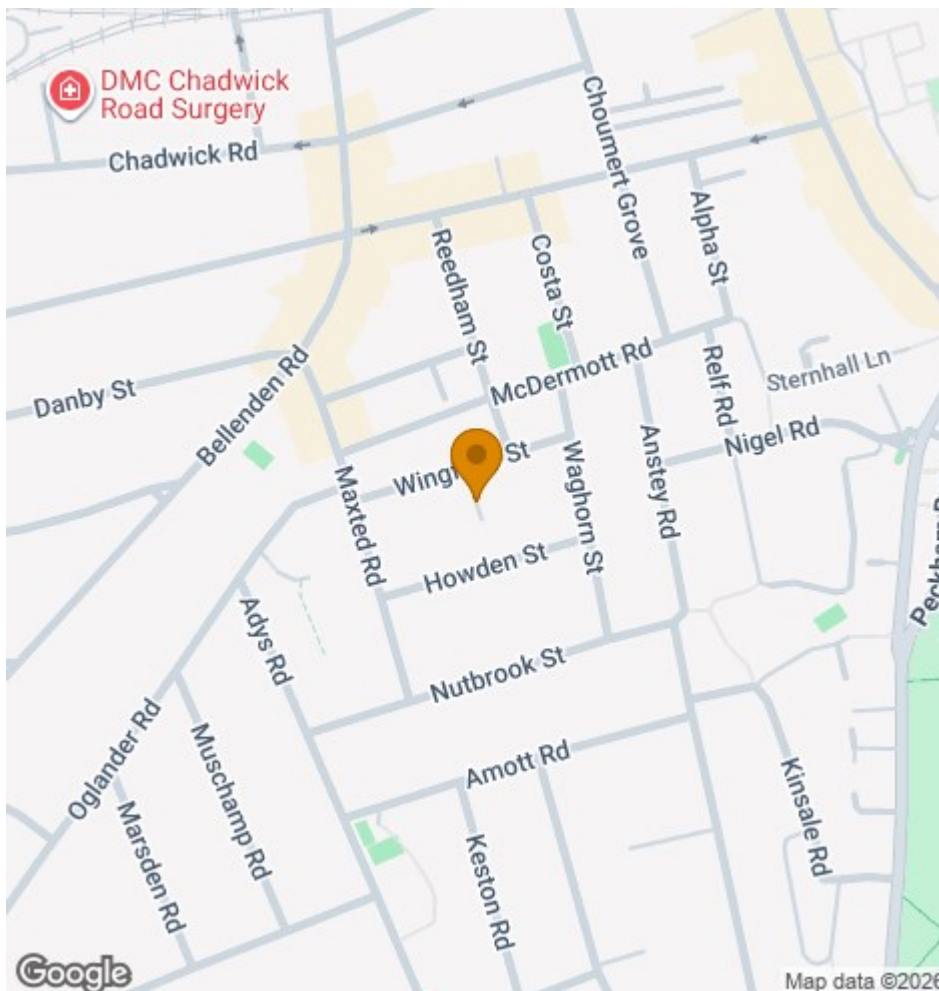 DMC Chadwick
Road Surgery
Chadwick Rd
Choumert Grove
Alpha St
Reedham St
Costa St
McDermott Rd
Relf Rd
Sternhall Ln
Danby St
Bellenden Rd
Nigel Rd
St
Maxted Rd
Waghorn St
Anstey Rd
Howden St
Adys Rd
Nutbrook St
Oglander Rd
Muschamp Rd
Amott Rd
Kinsale Rd
Marsden Rd
Keston Rd
Google
Map data ©2026